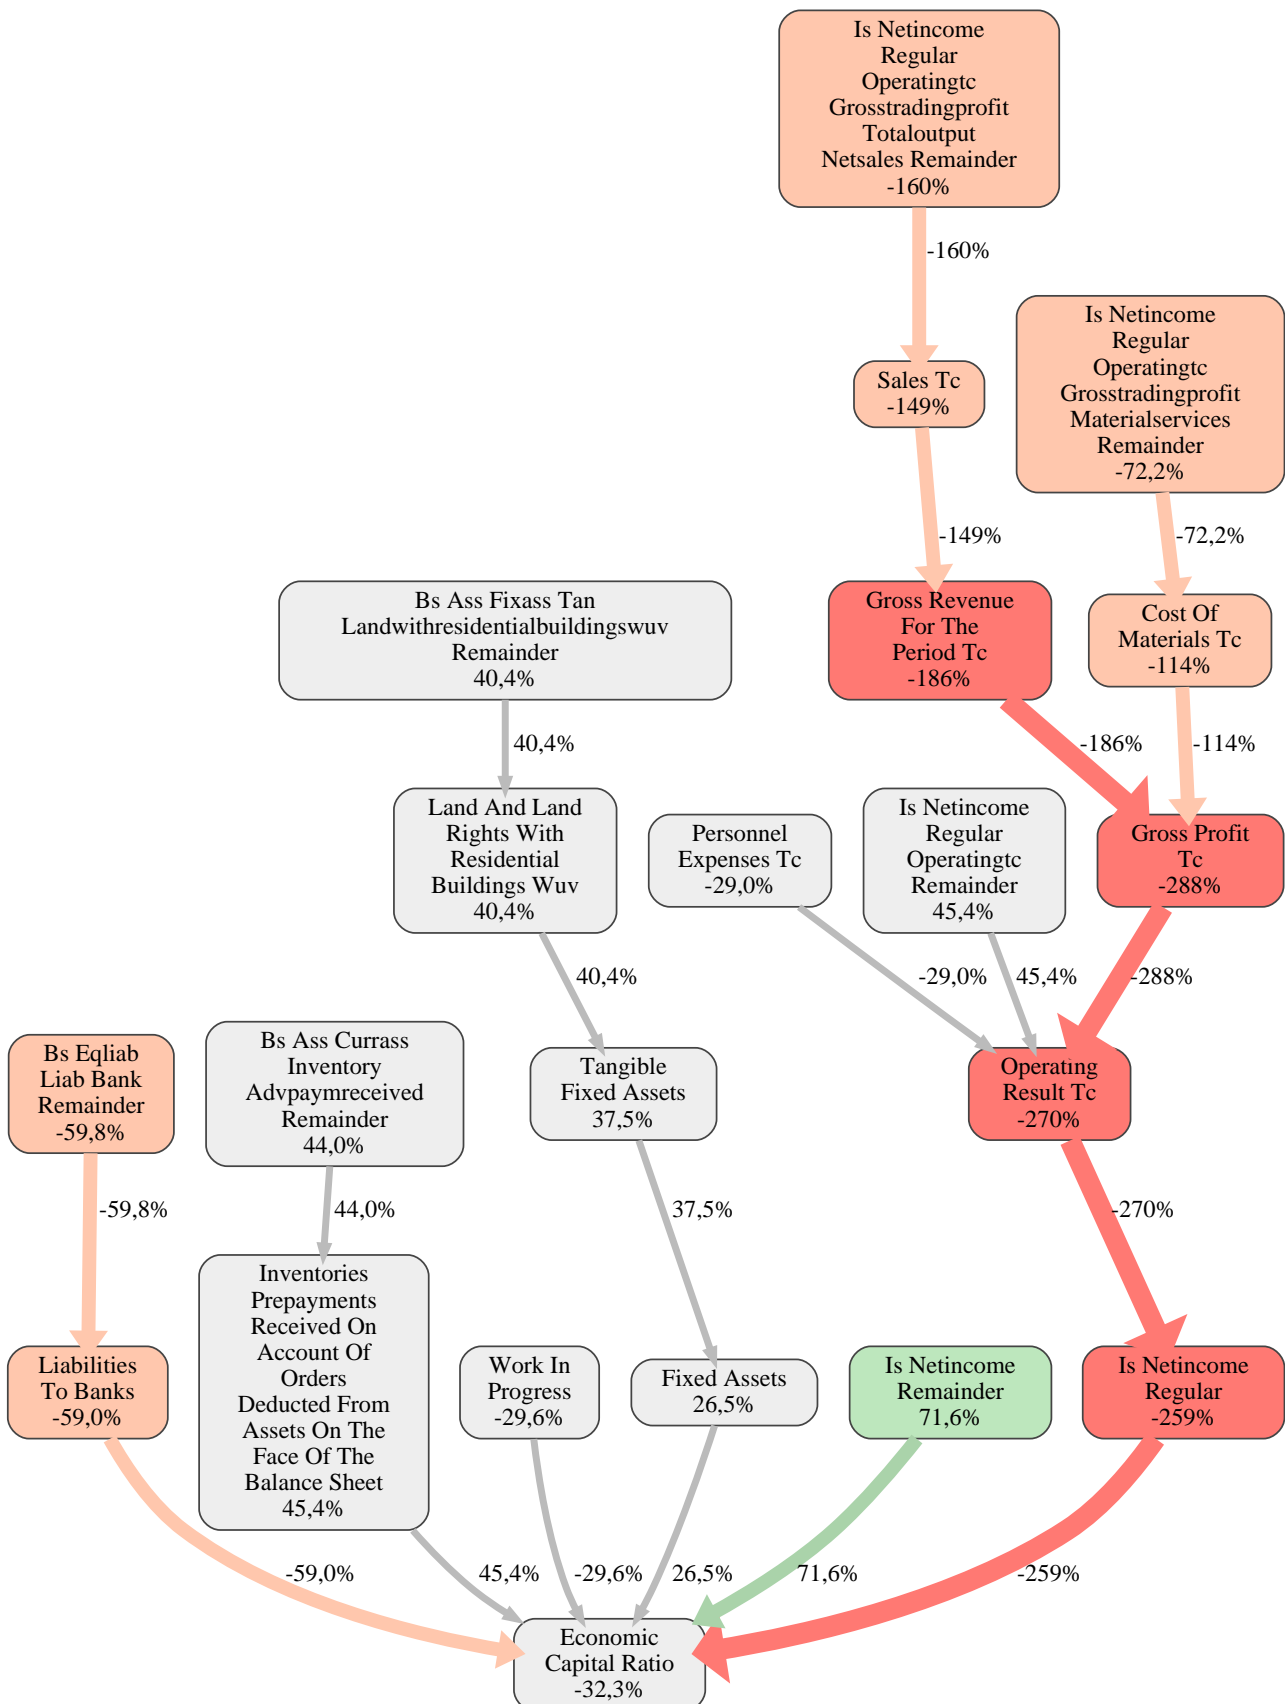 Is Netincome
Regular
Operatingtc
Grosstradingprofit
Totaloutput
Netsales Remainder
-160%
-160%
Is Netincome
Regular
Operatingtc
Grosstradingprofit
Materialservices
Remainder
-72,2%
Sales Tc
-149%
-149%
-72,2%
Bs Ass Fixass Tan
Landwithresidentialbuildingswuv
Remainder
40,4%
Gross Revenue
For The
Period Tc
-186%
Cost Of
Materials Tc
-114%
40,4%
-186%
-114%
Land And Land
Rights With
Residential
Buildings Wuv
40,4%
Personnel
Expenses Tc
-29,0%
Is Netincome
Regular
Operatingtc
Remainder
45,4%
Gross Profit
Tc
-288%
40,4%
-29,0%
45,4%
-288%
Bs Eqliab
Liab Bank
Remainder
-59,8%
Bs Ass Currass
Inventory
Advpaymreceived
Remainder
44,0%
Tangible
Fixed Assets
37,5%
Operating
Result Tc
-270%
-59,8%
44,0%
37,5%
-270%
Liabilities
To Banks
-59,0%
Inventories
Prepayments
Received On
Account Of
Orders
Deducted From
Assets On The
Face Of The
Balance Sheet
45,4%
Work In
Progress
-29,6%
Fixed Assets
26,5%
Is Netincome
Remainder
71,6%
Is Netincome
Regular
-259%
-59,0%
45,4%
-29,6%
26,5%
71,6%
-259%
Economic
Capital Ratio
-32,3%